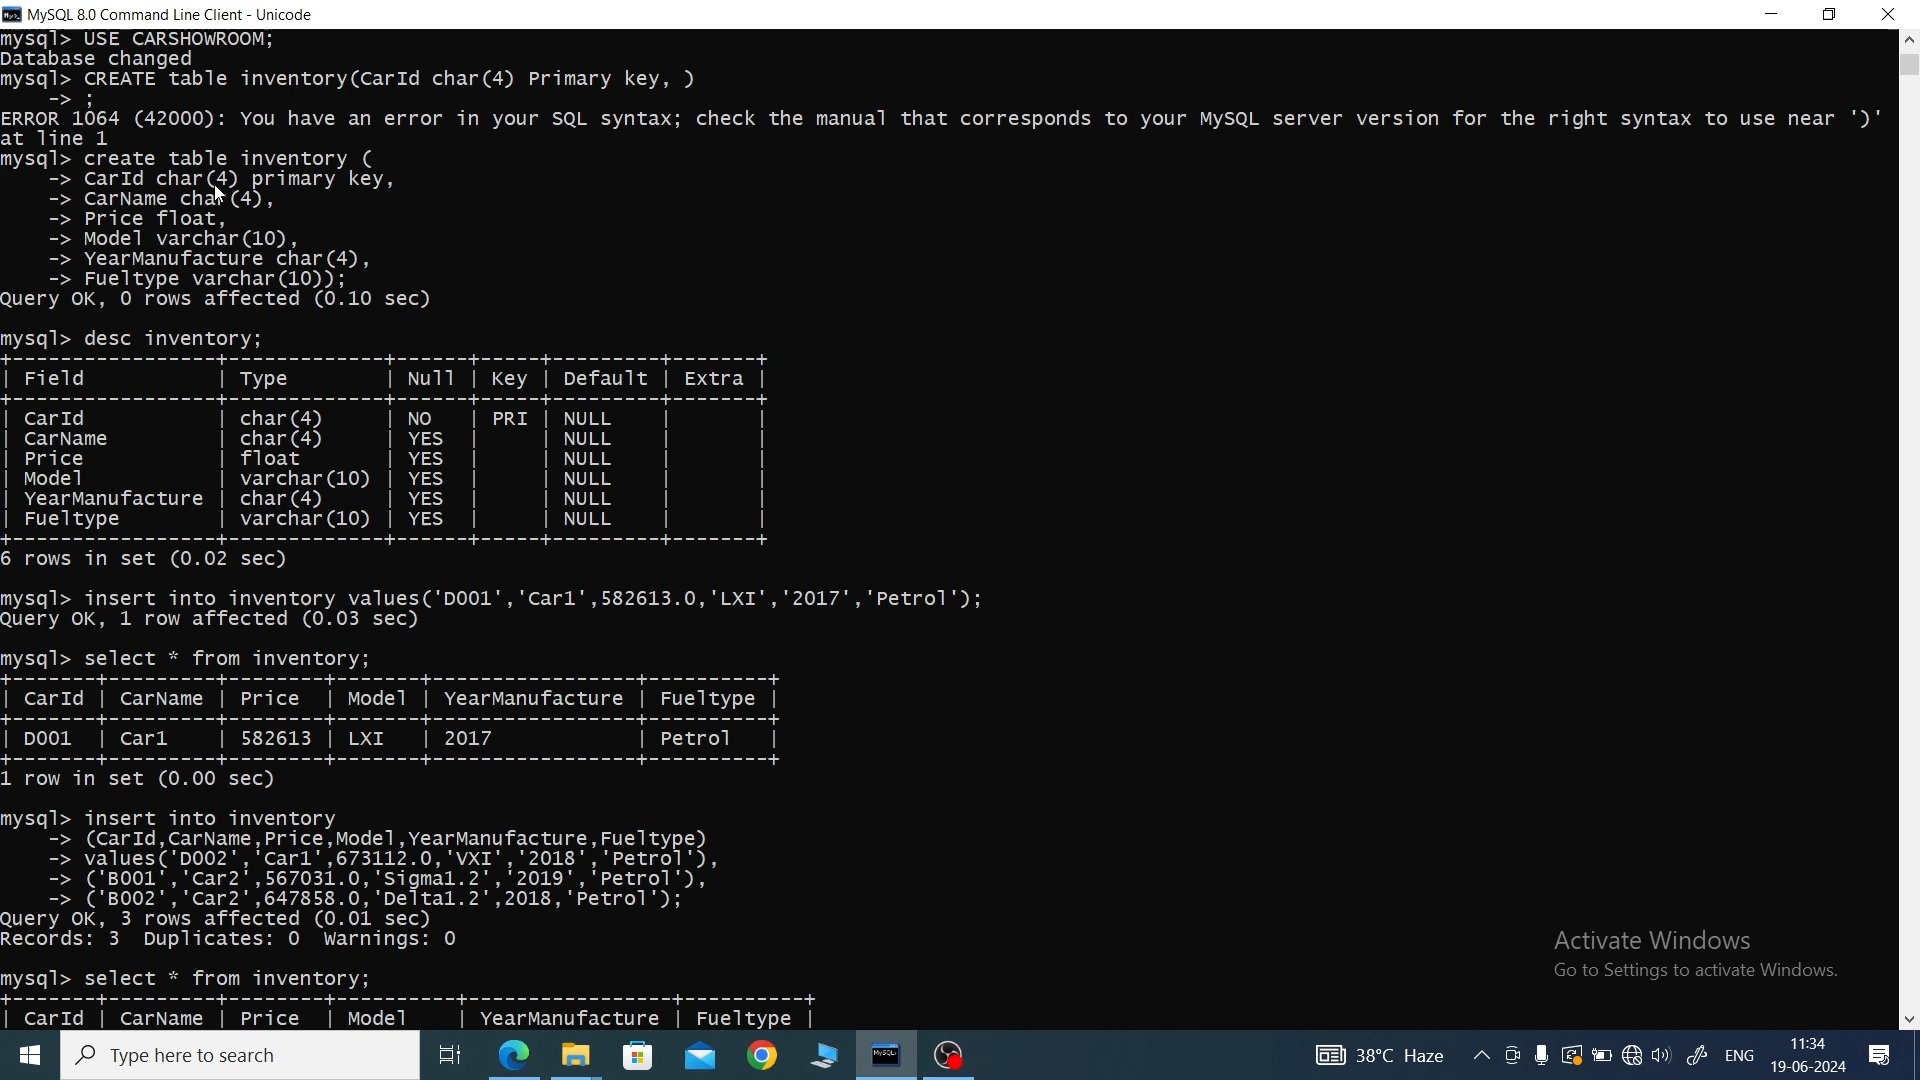 MySQL 8.0 Command Line Client - Unicode
mysql> USE CARSHOWROOM;
Database changed
mysql> CREATE table inventory(CarId char(4) Primary key, )
    -> ;
ERROR 1064 (42000): You have an error in your SQL syntax; check the manual that corresponds to your MySQL server version for the right syntax to use near ')'
at line 1
mysql> create table inventory (
    -> CarId char(4) primary key,
    -> CarName char(4),
    -> Price float,
    -> Model varchar(10),
    -> YearManufacture char(4),
    -> Fueltype varchar(10));
Query OK, 0 rows affected (0.10 sec)
mysql> desc inventory;
+-----------------+-------------+------+-----+---------+-------+
| Field           | Type        | Null | Key | Default | Extra |
+-----------------+-------------+------+-----+---------+-------+
| CarId           | char(4)     | NO   | PRI | NULL    |       |
| CarName         | char(4)     | YES  |     | NULL    |       |
| Price           | float       | YES  |     | NULL    |       |
| Model           | varchar(10) | YES  |     | NULL    |       |
| YearManufacture | char(4)     | YES  |     | NULL    |       |
| Fueltype        | varchar(10) | YES  |     | NULL    |       |
+-----------------+-------------+------+-----+---------+-------+
6 rows in set (0.02 sec)
mysql> insert into inventory values('D001','Car1',582613.0,'LXI','2017','Petrol');
Query OK, 1 row affected (0.03 sec)
mysql> select * from inventory;
+-------+---------+--------+-------+-----------------+----------+
| CarId | CarName | Price  | Model | YearManufacture | Fueltype |
+-------+---------+--------+-------+-----------------+----------+
| D001  | Car1    | 582613 | LXI   | 2017            | Petrol   |
+-------+---------+--------+-------+-----------------+----------+
1 row in set (0.00 sec)
mysql> insert into inventory
    -> (CarId,CarName,Price,Model,YearManufacture,Fueltype)
    -> values('D002','Car1',673112.0,'VXI','2018','Petrol'),
    -> ('B001','Car2',567031.0,'Sigma1.2','2019','Petrol'),
    -> ('B002','Car2',647858.0,'Delta1.2',2018,'Petrol');
Query OK, 3 rows affected (0.01 sec)
Records: 3  Duplicates: 0  Warnings: 0
mysql> select * from inventory;
+-------+---------+--------+----------+-----------------+----------+
| CarId | CarName | Price  | Model    | YearManufacture | Fueltype |
Activate Windows
Go to Settings to activate Windows.
Type here to search
MySQL
38°C Haze
ENG
11:34
19-06-2024